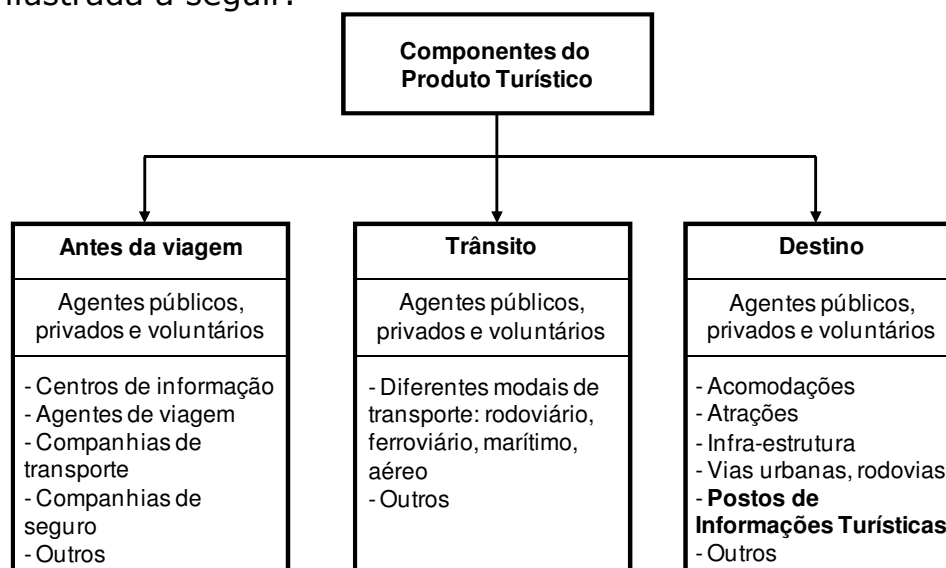 ilustrada a seguir:
Componentes do
Produto Turístico
Antes da viagem
Agentes públicos,
privados e voluntários
- Centros de informação
- Agentes de viagem
- Companhias de
transporte
- Companhias de
seguro
- Outros
Trânsito
Agentes públicos,
privados e voluntários
- Diferentes modais de
transporte: rodoviário,
ferroviário, marítimo,
aéreo
- Outros
Destino
Agentes públicos,
privados e voluntários
- Acomodações
- Atrações
- Infra-estrutura
- Vias urbanas, rodovias
- Postos de
Informações Turísticas
- Outros